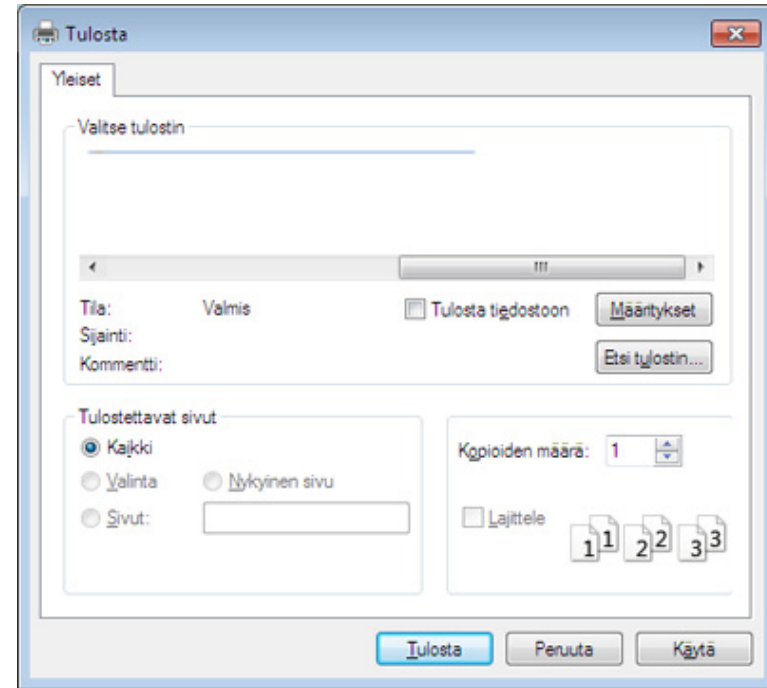 Tulosta
Yleiset
Valitse tulostin
Tila: Valmis
Tulosta tiedostoon
Määritykset
Sijainti:
Kommentti:
Etsi tulostin...
Tulostettavat sivut
Kaikki
Valinta
Nykyinen sivu
Sivut:
Kopioiden määrä: 1
Lajittele
1 1 2 2 3 3
Tulosta Peruuta Käytä